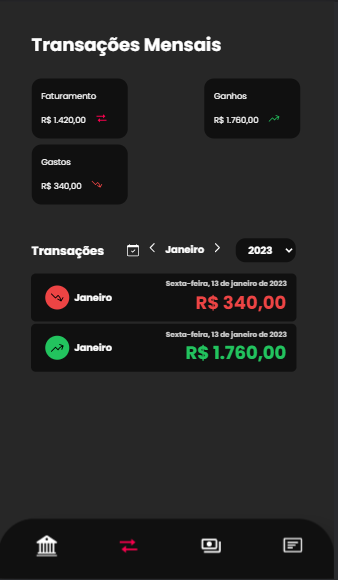 Transações Mensais
Faturamento
R$ 1.420,00
Ganhos
R$ 1.760,00
Gastos
R$ 340,00
Transações
Janeiro
2023
Sexta-feira, 13 de janeiro de 2023
Janeiro
R$ 340,00
Sexta-feira, 13 de janeiro de 2023
Janeiro
R$ 1.760,00